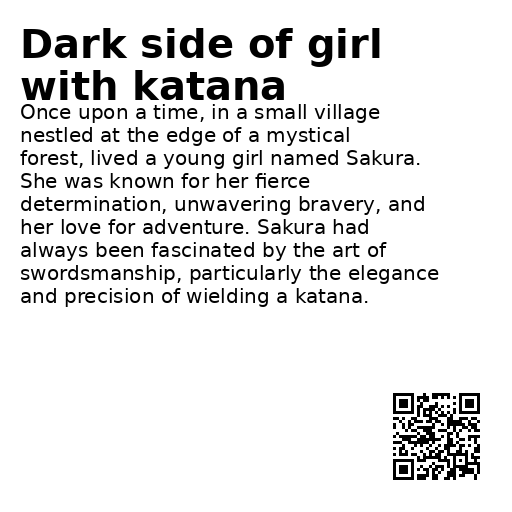 Dark side of girl
with katana
Once upon a time, in a small village
nestled at the edge of a mystical
forest, lived a young girl named Sakura.
She was known for her fierce
determination, unwavering bravery, and
her love for adventure. Sakura had
always been fascinated by the art of
swordsmanship, particularly the elegance
and precision of wielding a katana.